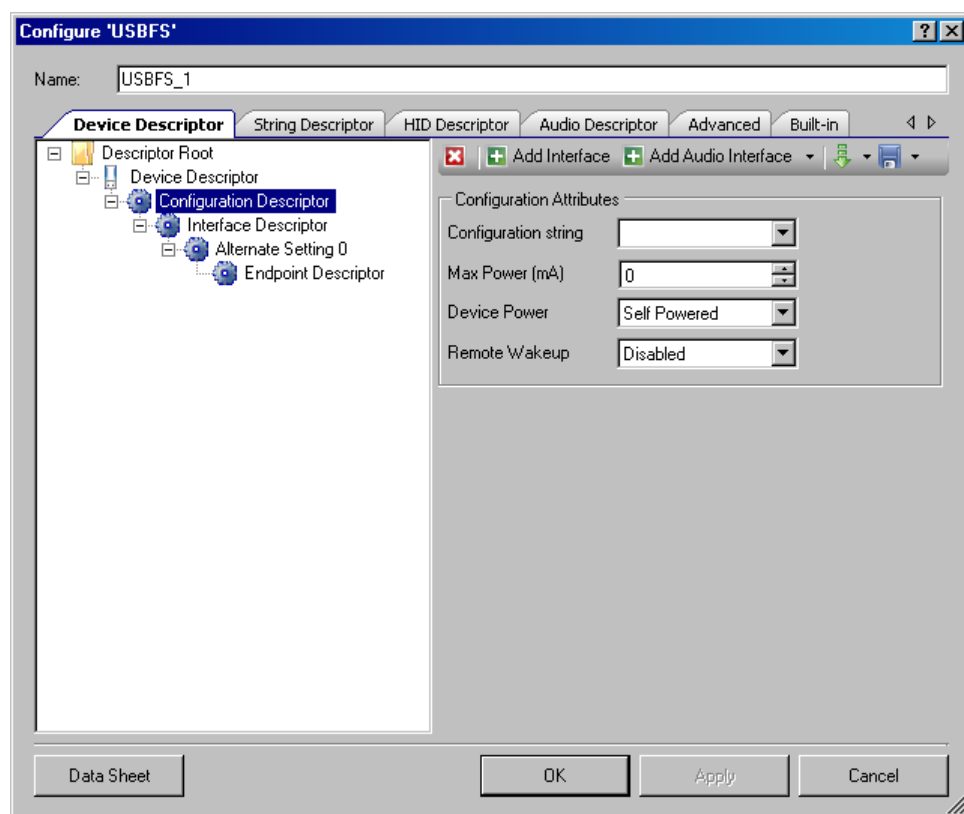 Configure 'USBFS'
Name: USBFS_1
Device Descriptor String Descriptor HID Descriptor Audio Descriptor Advanced Built-in
Descriptor Root
Device Descriptor
Configuration Descriptor
Interface Descriptor
Alternate Setting 0
Endpoint Descriptor
Add Interface Add Audio Interface
Configuration Attributes
Configuration string
Max Power (mA) 0
Device Power Self Powered
Remote Wakeup Disabled
Data Sheet OK Apply Cancel